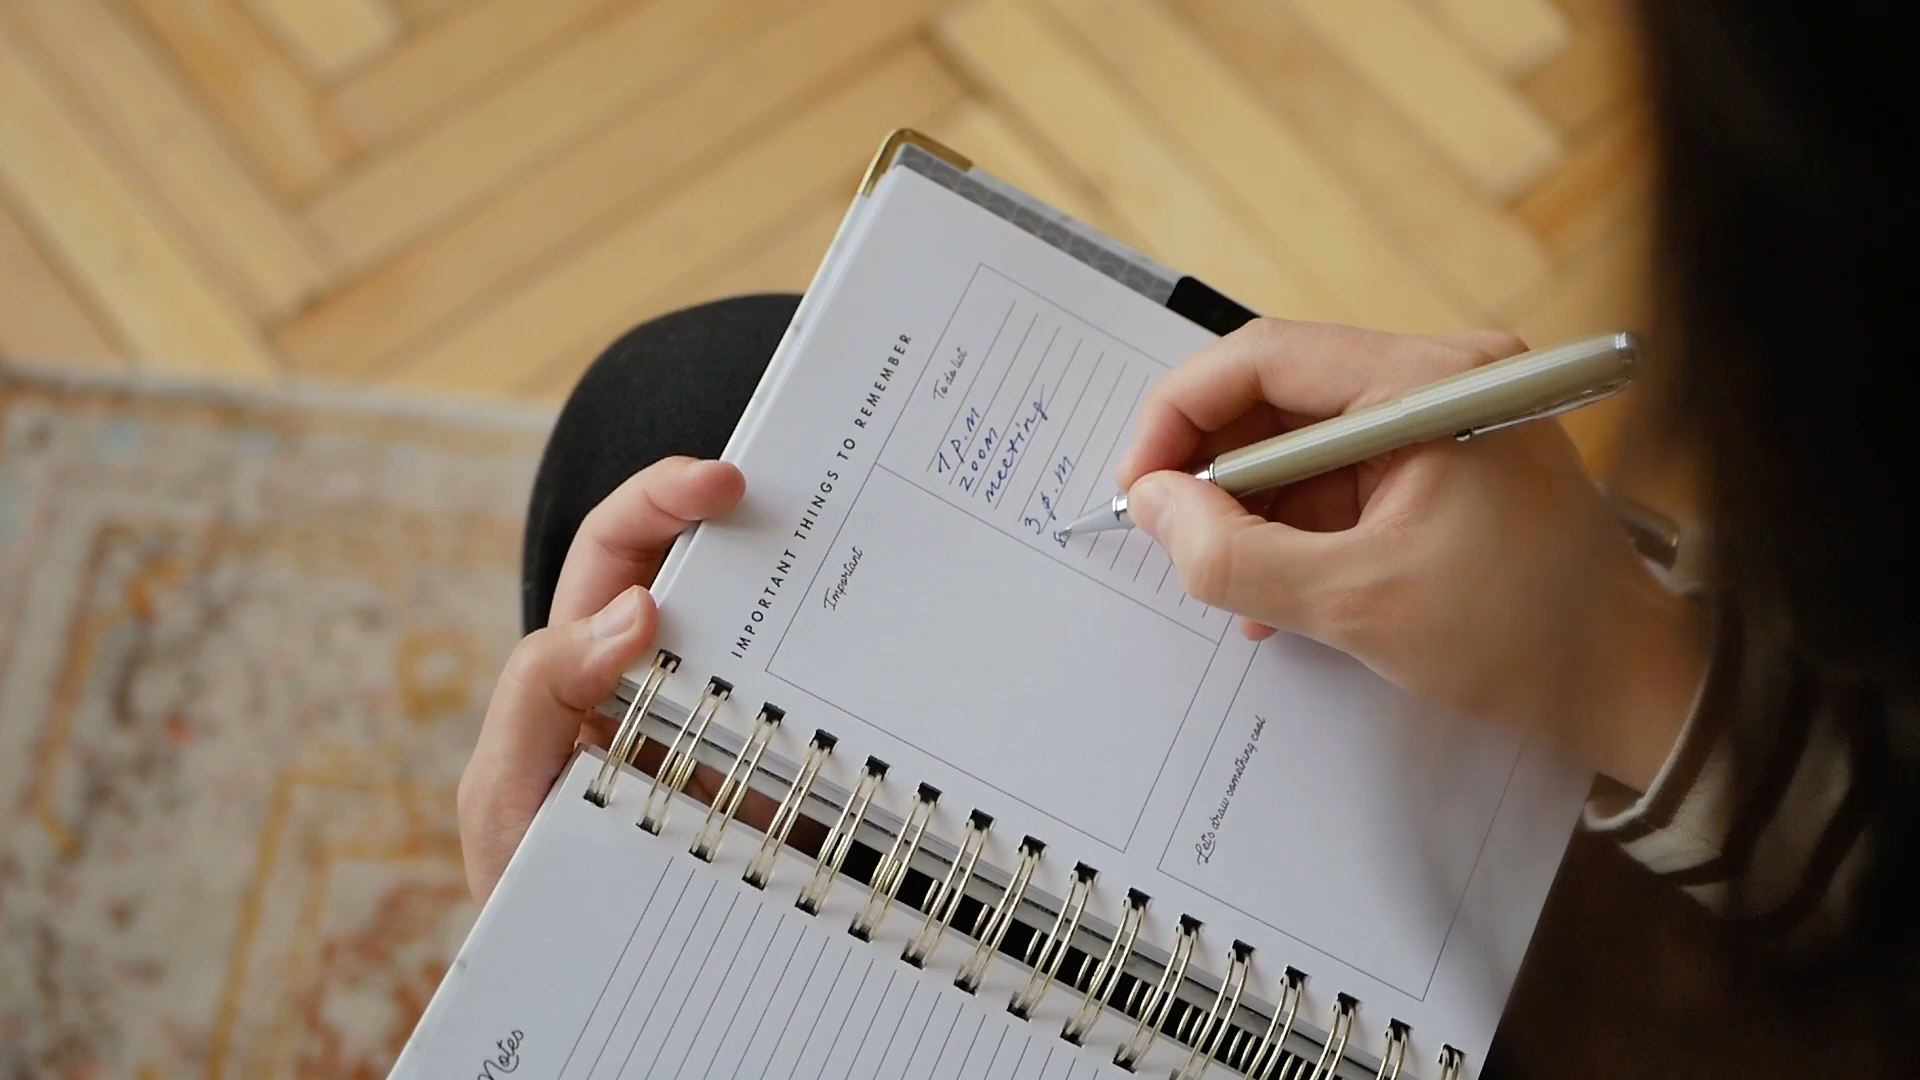 IMPORTANT THINGS TO REMEMBER
To do list
1 p.m
zoom
meeting
3 p.m
Important
Let's draw something cool
Notes